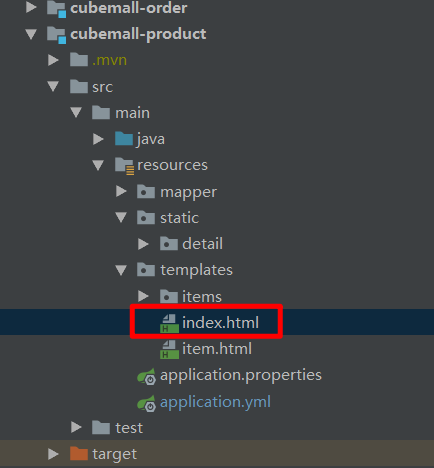 cubemall-order
cubemall-product
.mvn
src
main
java
resources
mapper
static
detail
templates
items
index.html
item.html
application.properties
application.yml
test
target